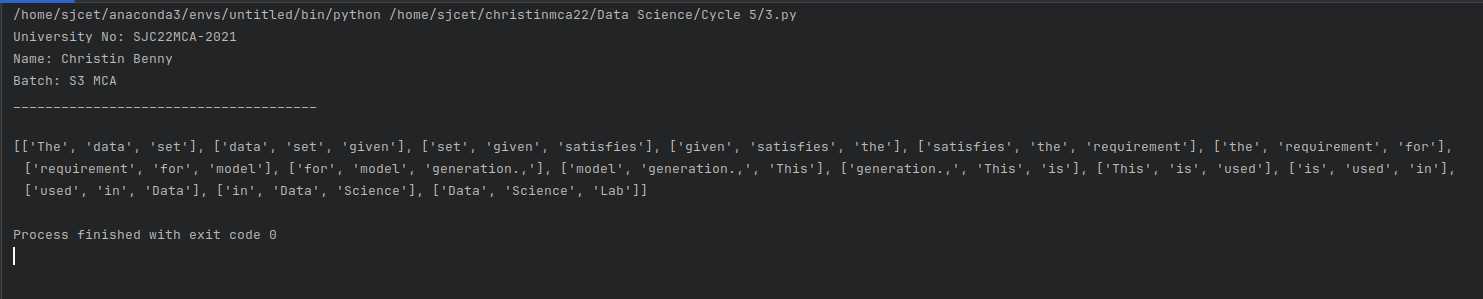 /home/sjcet/anaconda3/envs/untitled/bin/python /home/sjcet/christinmca22/Data Science/Cycle 5/3.py
University No: SJC22MCA-2021
Name: Christin Benny
Batch: S3 MCA
--------------------------------------
[['The', 'data', 'set'], ['data', 'set', 'given'], ['set', 'given', 'satisfies'], ['given', 'satisfies', 'the'], ['satisfies', 'the', 'requirement'], ['the', 'requirement', 'for'],
['requirement', 'for', 'model'], ['for', 'model', 'generation.,'], ['model', 'generation.,', 'This'], ['generation.,', 'This', 'is'], ['This', 'is', 'used'], ['is', 'used', 'in'],
['used', 'in', 'Data'], ['in', 'Data', 'Science'], ['Data', 'Science', 'Lab']]
Process finished with exit code 0